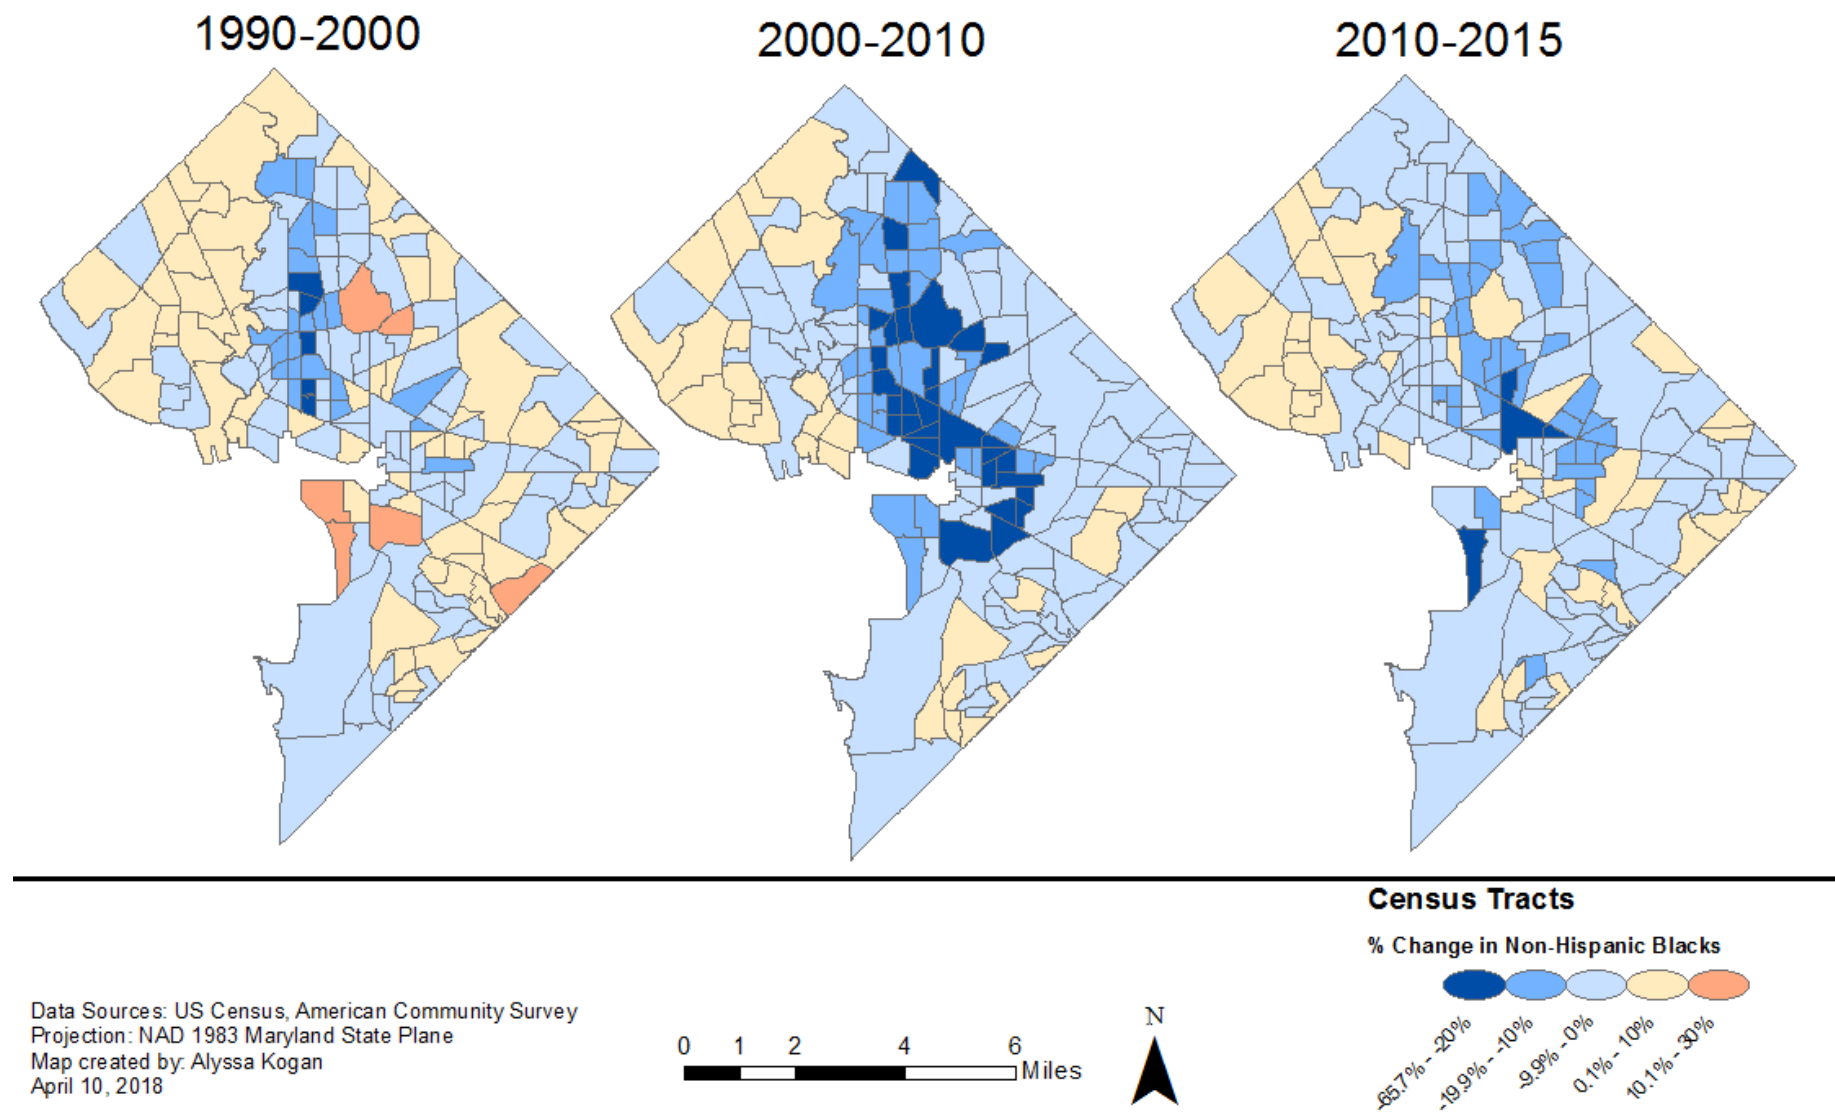 1990-2000
2000-2010
2010-2015
Census Tracts
% Change in Non-Hispanic Blacks
-65.7% - -20%
-19.9% - -10%
-9.9% - 0%
0.1% - 10%
10.1% - 30%
Data Sources: US Census, American Community Survey
Projection: NAD 1983 Maryland State Plane
Map created by: Alyssa Kogan
April 10, 2018
0 1 2 4 6
Miles
N